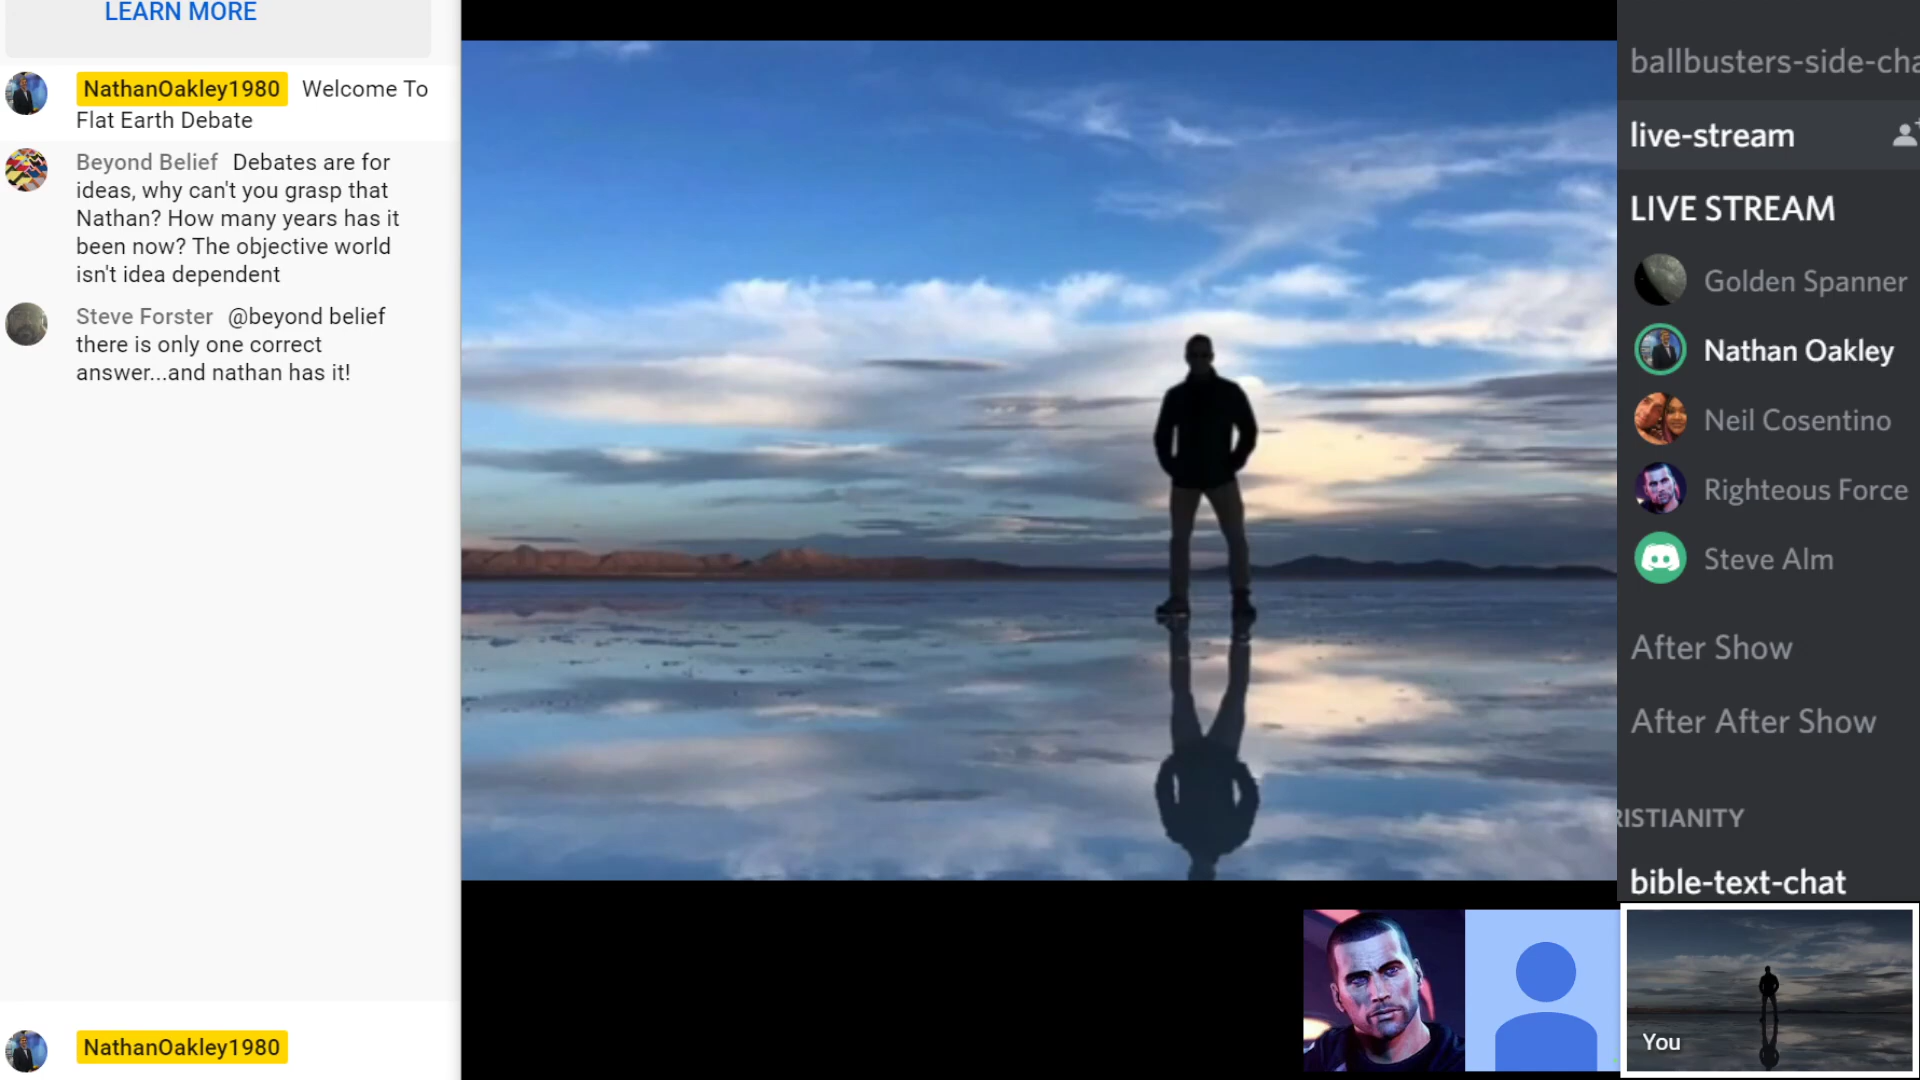 LEARN MORE
NathanOakley1980 Welcome To
Flat Earth Debate
Beyond Belief Debates are for
ideas, why can't you grasp that
Nathan? How many years has it
been now? The objective world
isn't idea dependent
Steve Forster @beyond belief
there is only one correct
answer...and nathan has it!
NathanOakley1980
ballbusters-side-cha
live-stream
LIVE STREAM
Golden Spanner
Nathan Oakley
Neil Cosentino
Righteous Force
Steve Alm
After Show
After After Show
RISTIANITY
bible-text-chat
You